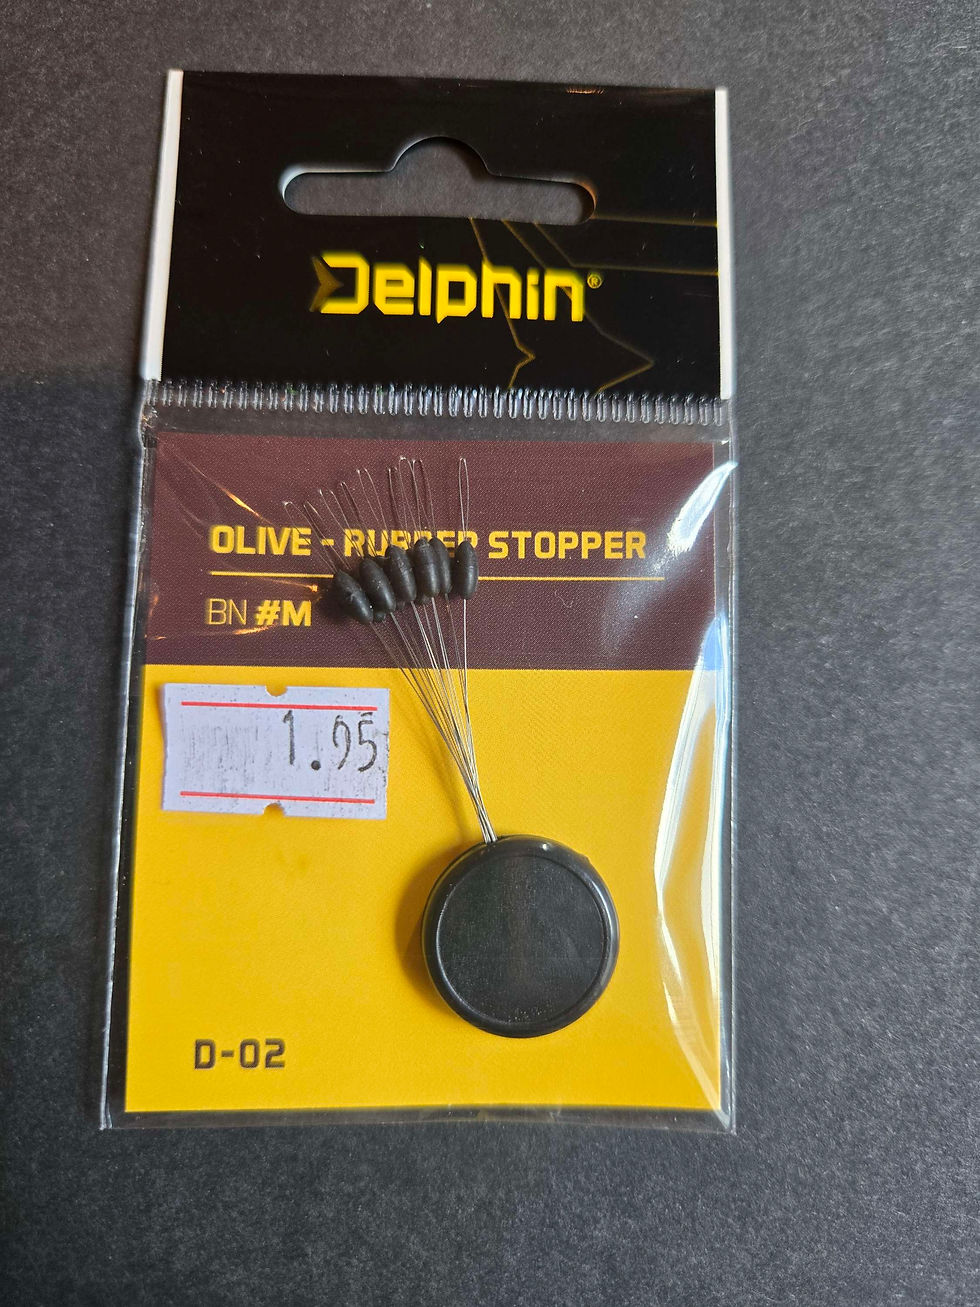 Delphin®
OLIVE - RUBBER STOPPER
BN #M
1.95
D-02